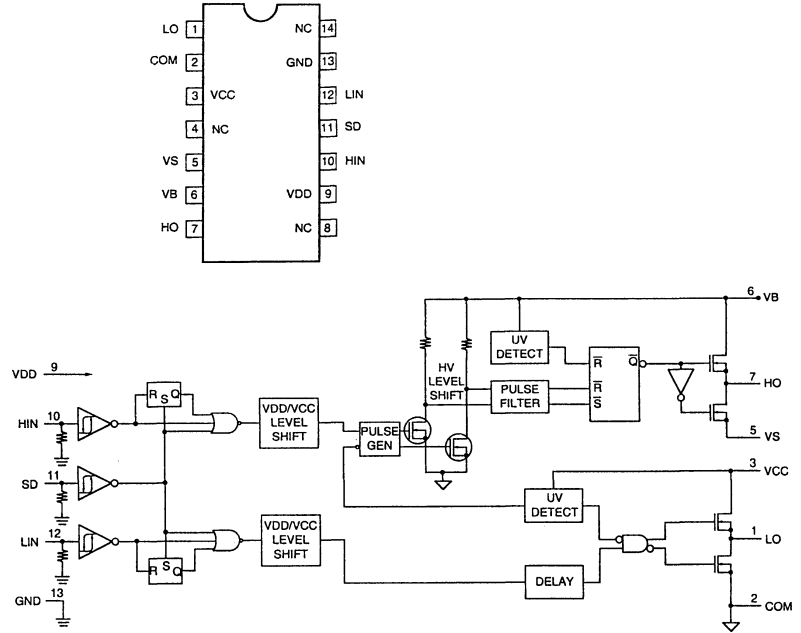 LO 1 NC 14
COM 2 GND 13
3 VCC 12 LIN
4 NC 11 SD
VS 5 10 HIN
VB 6 VDD 9
HO 7 NC 8
6 VB
UV DETECT
HV LEVEL SHIFT
R̅ Q̅
7 HO
VDD 9
R S Q
PULSE FILTER
R̅
S̅
HIN 10
VDD/VCC LEVEL SHIFT
PULSE GEN
5 VS
3 VCC
SD 11
UV DETECT
LIN 12
VDD/VCC LEVEL SHIFT
1 LO
R S Q
DELAY
GND 13
2 COM